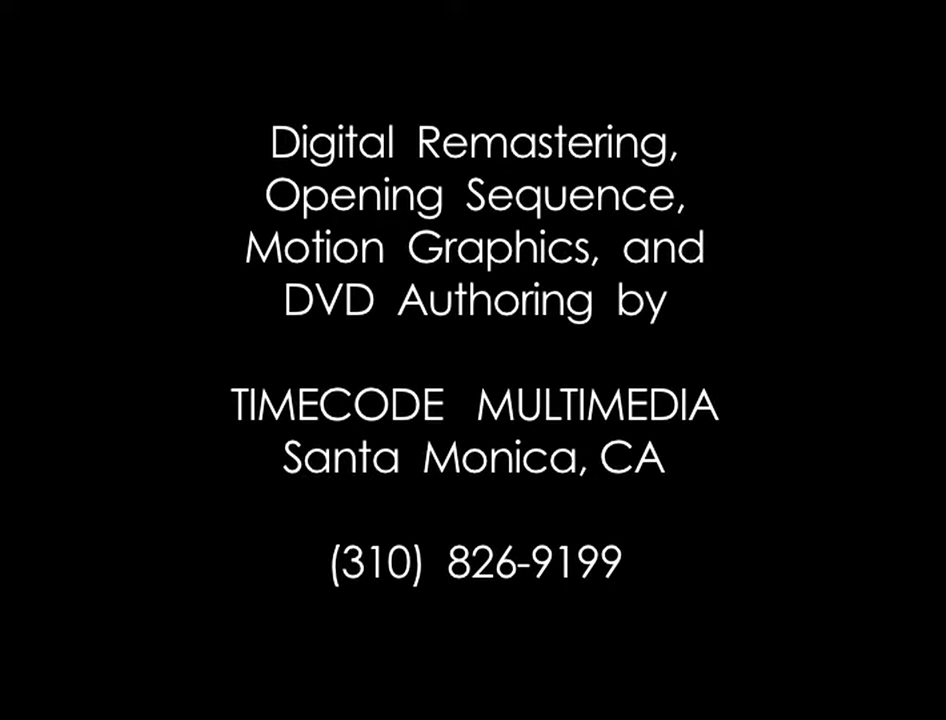 Digital Remastering,
Opening Sequence,
Motion Graphics, and
DVD Authoring by
TIMECODE MULTIMEDIA
Santa Monica, CA
(310) 826-9199